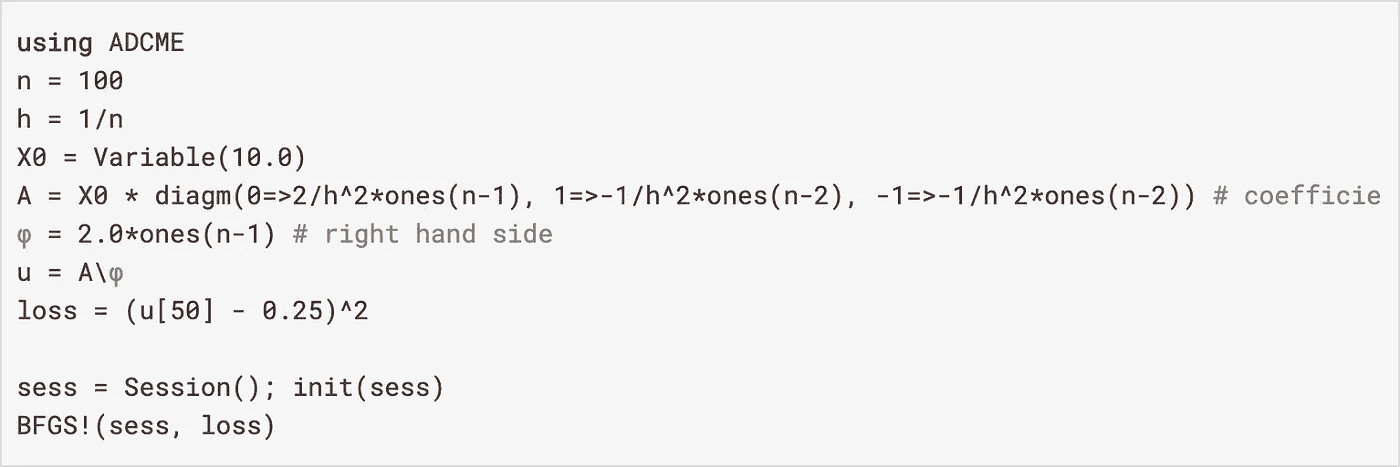 using ADCME
n = 100
h = 1/n
X0 = Variable(10.0)
A = X0 * diagm(0=>2/h^2*ones(n-1), 1=>-1/h^2*ones(n-2), -1=>-1/h^2*ones(n-2)) # coefficie
φ = 2.0*ones(n-1) # right hand side
u = A\φ
loss = (u[50] - 0.25)^2
sess = Session(); init(sess)
BFGS!(sess, loss)